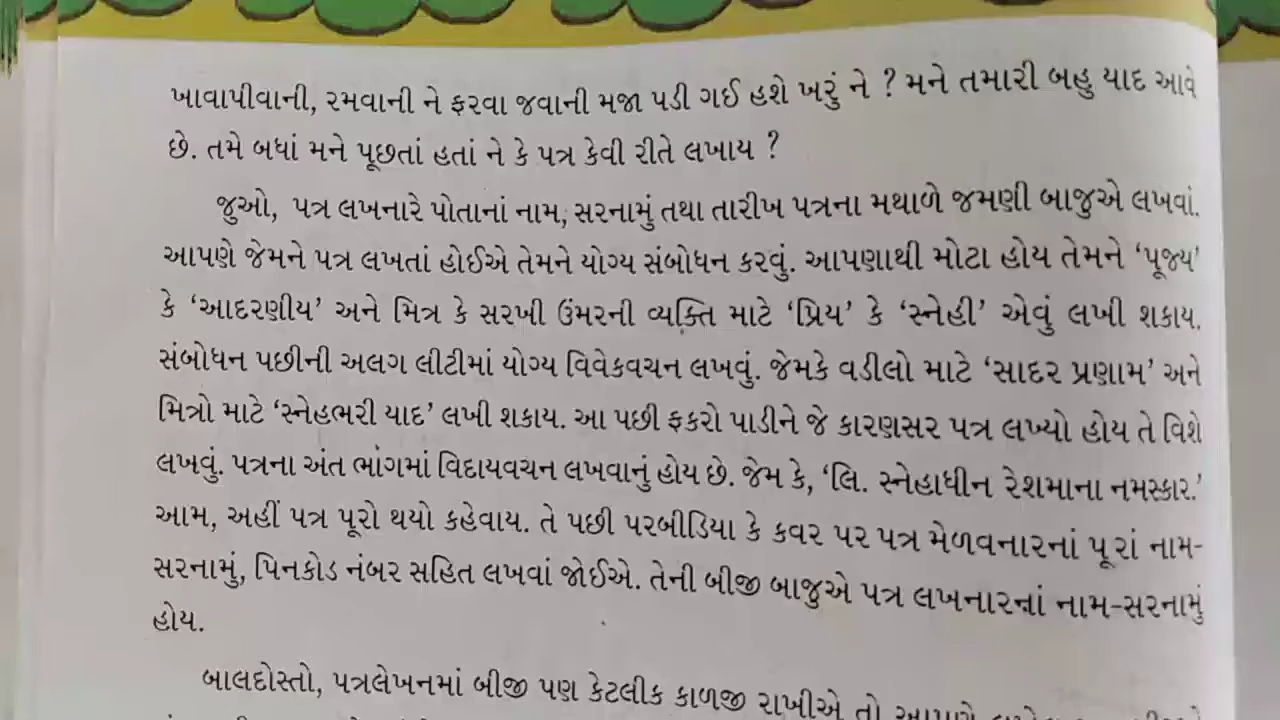 ખાવાપીવાની, રમવાની ને ફરવા જવાની મજા પડી ગઈ હશે ખરું ને ? મને તમારી બહુ યાદ આવે
છે. તમે બધાં મને પૂછતાં હતાં ને કે પત્ર કેવી રીતે લખાય ?
જુઓ, પત્ર લખનારે પોતાનાં નામ, સરનામું તથા તારીખ પત્રના મથાળે જમણી બાજુએ લખવાં.
આપણે જેમને પત્ર લખતાં હોઈએ તેમને યોગ્ય સંબોધન કરવું. આપણાથી મોટા હોય તેમને ‘પૂજ્ય’
કે ‘આદરણીય’ અને મિત્ર કે સરખી ઉંમરની વ્યક્તિ માટે ‘પ્રિય’ કે ‘સ્નેહી’ એવું લખી શકાય.
સંબોધન પછીની અલગ લીટીમાં યોગ્ય વિવેકવચન લખવું. જેમકે વડીલો માટે ‘સાદર પ્રણામ’ અને
મિત્રો માટે ‘સ્નેહભરી યાદ’ લખી શકાય. આ પછી ફકરો પાડીને જે કારણસર પત્ર લખ્યો હોય તે વિશે
લખવું. પત્રના અંત ભાંગમાં વિદાયવચન લખવાનું હોય છે. જેમ કે, ‘લિ. સ્નેહાધીન રેશમાના નમસ્કાર.’
આમ, અહીં પત્ર પૂરો થયો કહેવાય. તે પછી પરબીડિયા કે કવર પર પત્ર મેળવનારનાં પૂરાં નામ-
સરનામું, પિનકોડ નંબર સહિત લખવાં જોઈએ. તેની બીજી બાજુએ પત્ર લખનારનાં નામ-સરનામું
હોય.
બાલદોસ્તો, પત્રલેખનમાં બીજી પણ કેટલીક કાળજી રાખીએ તો આપણે